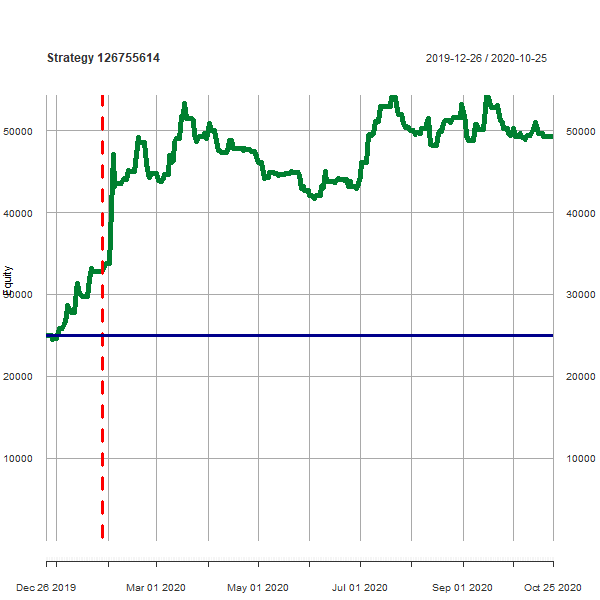 Strategy 126755614
2019-12-26 / 2020-10-25
50000
50000
40000
40000
Equity
30000
30000
20000
20000
10000
10000
Dec 26 2019
Mar 01 2020
May 01 2020
Jul 01 2020
Sep 01 2020
Oct 25 2020